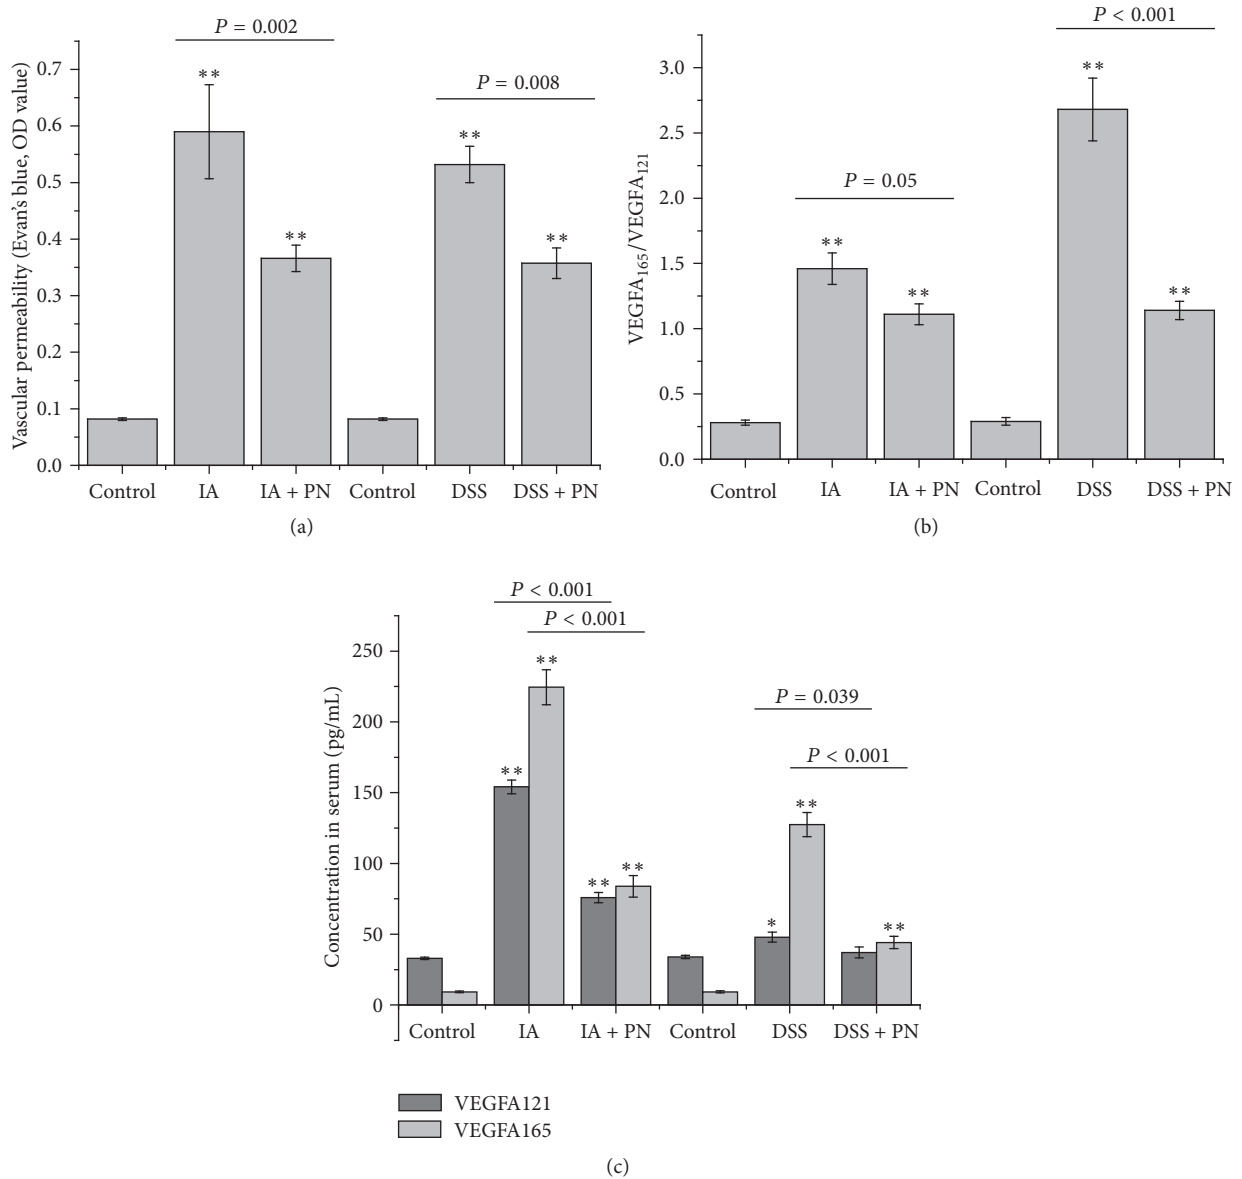 P = 0.002
P = 0.008
Vascular permeability (Evan's blue, OD value)
0.7
0.6
0.5
0.4
0.3
0.2
0.1
0.0
**
**
**
**
Control IA IA + PN Control DSS DSS + PN
(a)
P < 0.001
P = 0.05
VEGFA165/VEGFA121
3.0
2.5
2.0
1.5
1.0
0.5
0.0
**
**
**
**
Control IA IA + PN Control DSS DSS + PN
(b)
P < 0.001
P < 0.001
P = 0.039
P < 0.001
Concentration in serum (pg/mL)
250
200
150
100
50
0
**
**
**
**
*
**
**
Control IA IA + PN Control DSS DSS + PN
VEGFA121
VEGFA165
(c)